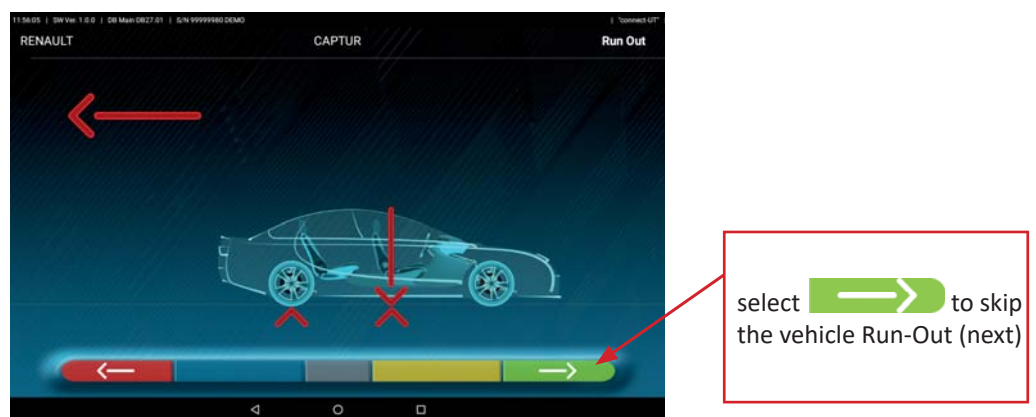 11:56:05 | SW Ver. 1.0.0 | DB Main DB27.01 | S/N 99999980 DEMO | "connect-UT"
RENAULT CAPTUR Run Out
select to skip
the vehicle Run-Out (next)